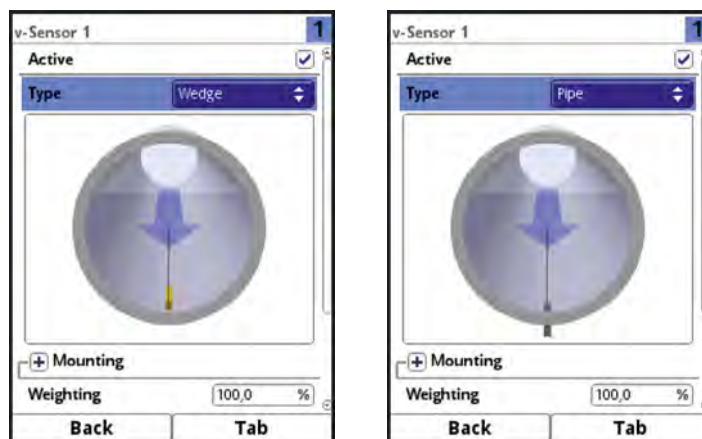 v-Sensor 1 1
Active
Type Wedge
Mounting
Weighting 100,0 %
Back Tab
v-Sensor 1 1
Active
Type Pipe
Mounting
Weighting 100,0 %
Back Tab